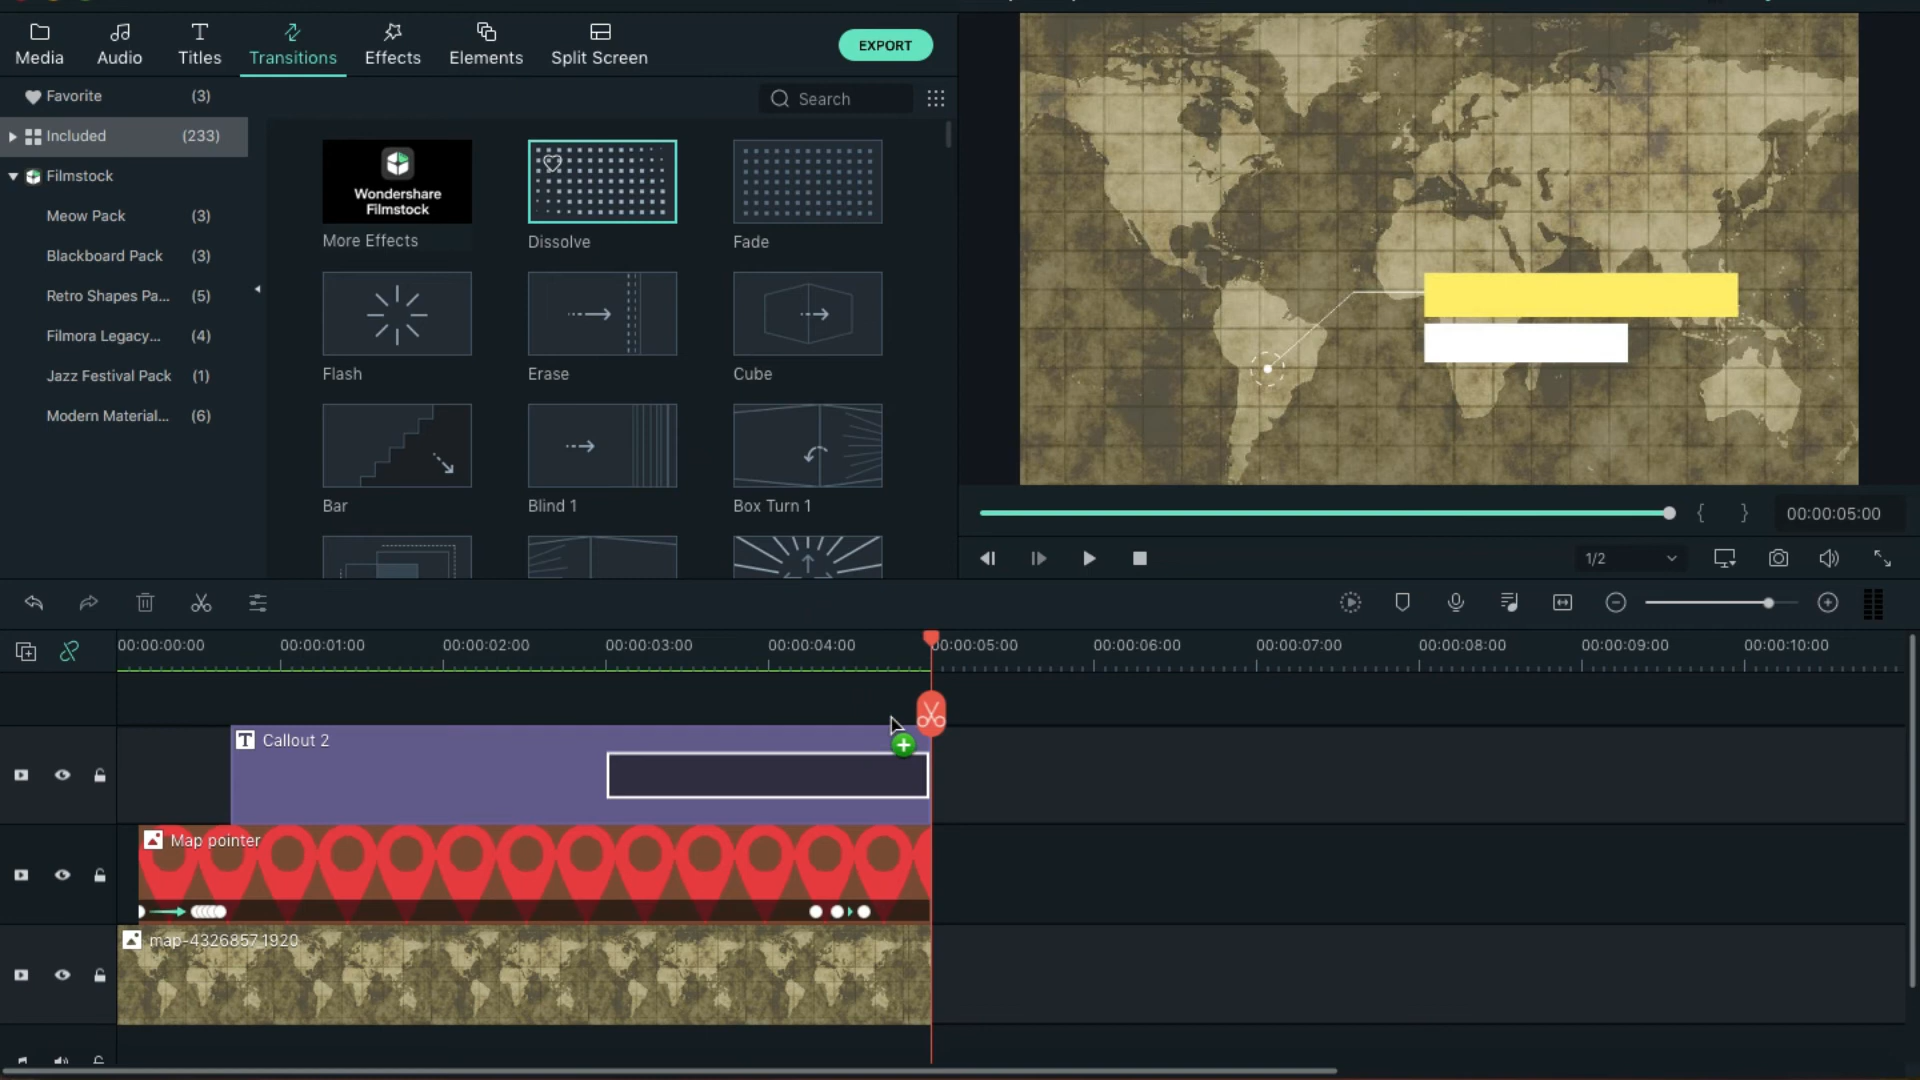 Media
Audio
Titles
Transitions
Effects
Elements
Split Screen
EXPORT
Favorite (3)
Included (233)
Filmstock
Meow Pack (3)
Blackboard Pack (3)
Retro Shapes Pa... (5)
Filmora Legacy... (4)
Jazz Festival Pack (1)
Modern Material... (6)
Search
Wondershare
Filmstock
More Effects
Dissolve
Fade
Flash
Erase
Cube
Bar
Blind 1
Box Turn 1
00:00:05:00
1/2
00:00:00:00
00:00:01:00
00:00:02:00
00:00:03:00
00:00:04:00
00:00:05:00
00:00:06:00
00:00:07:00
00:00:08:00
00:00:09:00
00:00:10:00
T Callout 2
Map pointer
map-43268571920